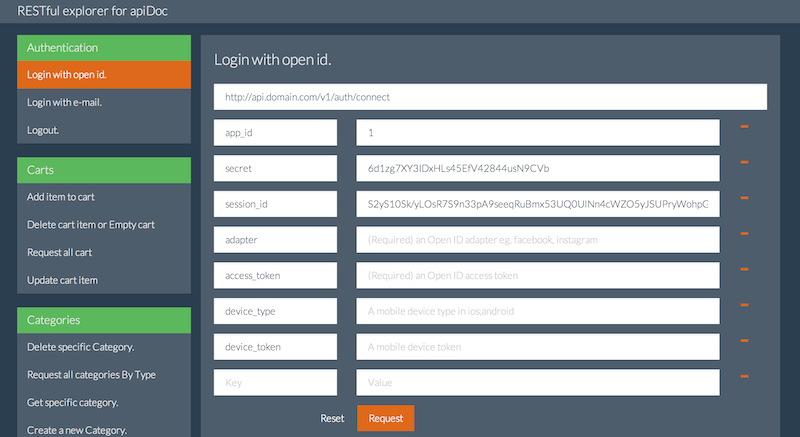 RESTful explorer for apiDoc
Authentication
Login with open id.
Login with e-mail.
Logout.
Carts
Add item to cart
Delete cart item or Empty cart
Request all cart
Update cart item
Categories
Delete specific Category.
Request all categories By Type
Get specific category.
Create a new Category.
Login with open id.
http://api.domain.com/v1/auth/connect
app_id 1
secret 6d1zg7XY3IDxHLs45EfV42844usN9CVb
session_id S2yS10Sk/yLOsR7S9n33pA9seeqRuBmx53UQ0UINn4cWZO5yJSUPryWohpC
adapter (Required) an Open ID adapter eg. facebook, instagram
access_token (Required) an Open ID access token
device_type A mobile device type in ios,android
device_token A mobile device token
Key Value
Reset Request